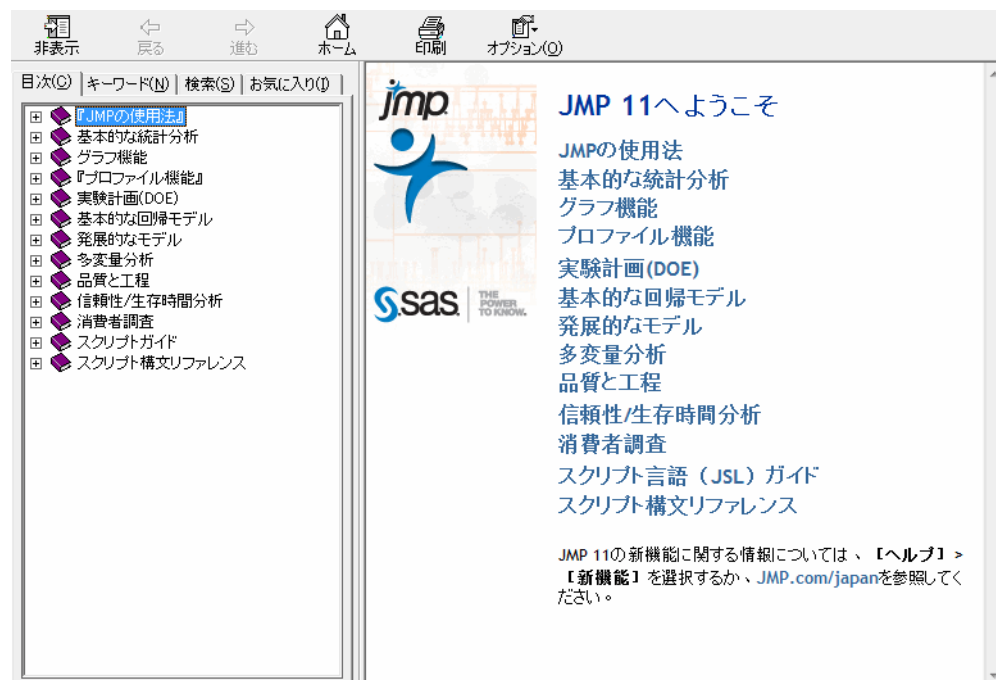 非表示 戻る 進む ホーム 印刷 オプション(O)
目次(C) キーワード(N) 検索(S) お気に入り(I)
『JMPの使用法』
基本的な統計分析
グラフ機能
『プロファイル機能』
実験計画(DOE)
基本的な回帰モデル
発展的なモデル
多変量分析
品質と工程
信頼性/生存時間分析
消費者調査
スクリプトガイド
スクリプト構文リファレンス
jmp
sas THE POWER TO KNOW.
JMP 11へようこそ
JMPの使用法
基本的な統計分析
グラフ機能
プロファイル機能
実験計画(DOE)
基本的な回帰モデル
発展的なモデル
多変量分析
品質と工程
信頼性/生存時間分析
消費者調査
スクリプト言語（JSL）ガイド
スクリプト構文リファレンス
JMP 11の新機能に関する情報については、［ヘルプ］>
［新機能］を選択するか、JMP.com/japanを参照してく
ださい。